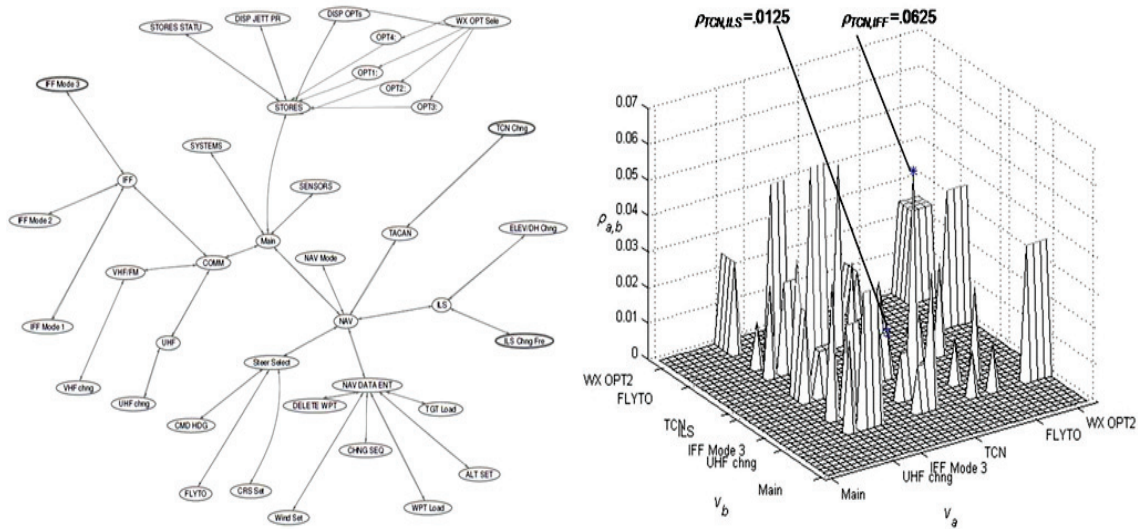 DISP JETT PR
DISP OPTs
WX OPT Sele
STORES STATU
OPT4:
OPT1:
OPT2:
OPT3:
STORES
IFF Mode 3
TCN Chng
SYSTEMS
SENSORS
IFF
IFF Mode 2
Main
TACAN
ELEV/DH Chng
NAV Mode
COMM
VHF/FM
ILS
IFF Mode 1
NAV
UHF
ILS Chng Fre
Steer Select
VHF chng
UHF chng
NAV DATA ENT
DELETE WPT
TGT Load
CMD HDG
CHNG SEQ
ALT SET
FLYTO
CRS Set
Wind Set
WPT Load
ρTCN,ILS=.0125
ρTCN,IFF=.0625
0.07
0.06
0.05
0.04
ρa,b
0.03
0.02
0.01
0
WX OPT2
FLYTO
TCN
ILS
IFF Mode 3
UHF chng
Main
Vb
Main
UHF chng
IFF Mode 3
TCN
FLYTO
WX OPT2
Va